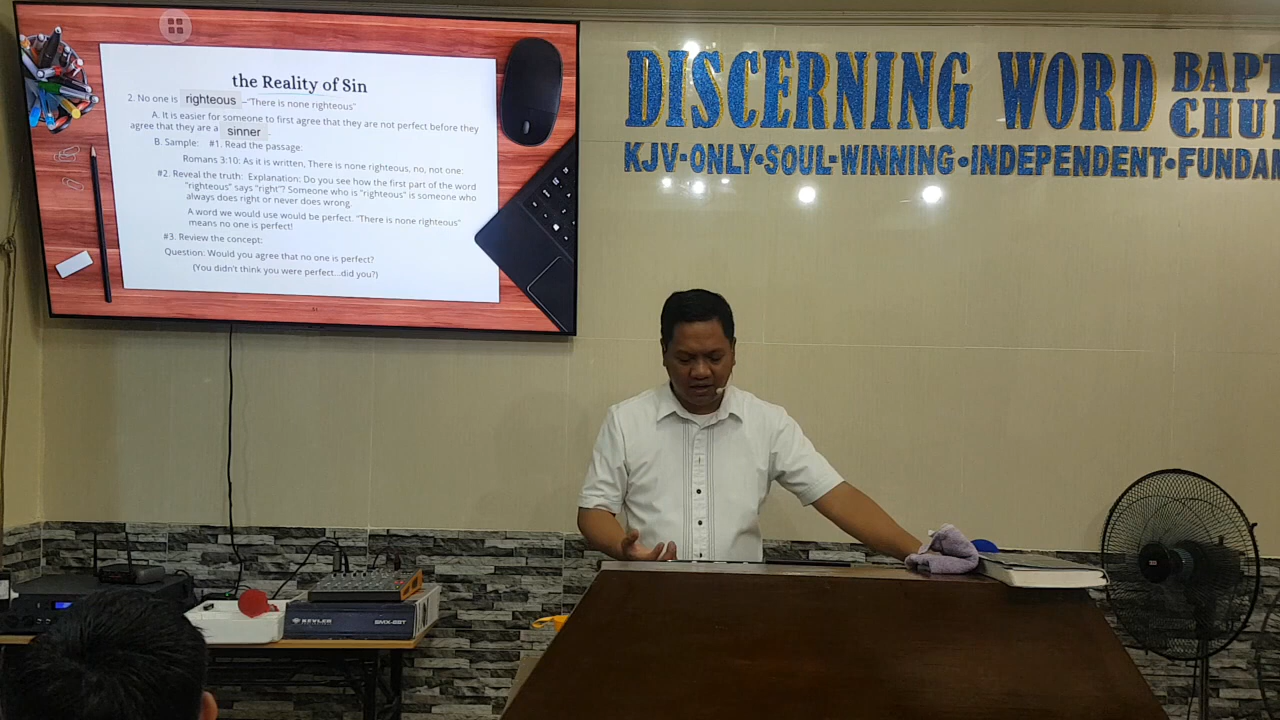 the Reality of Sin
2. No one is righteous –"There is none righteous"
A. It is easier for someone to first agree that they are not perfect before they
agree that they are a sinner
B. Sample: #1. Read the passage:
Romans 3:10: As it is written, There is none righteous, no, not one:
#2. Reveal the truth: Explanation: Do you see how the first part of the word
"righteous" says "right"? Someone who is "righteous" is someone who
always does right or never does wrong.
A word we would use would be perfect. "There is none righteous"
means no one is perfect!
#3. Review the concept:
Question: Would you agree that no one is perfect?
(You didn't think you were perfect...did you?)
DISCERNING WORD BAPT
CHU
KJV•ONLY•SOUL-WINNING•INDEPENDENT•FUNDAM
KEVLER